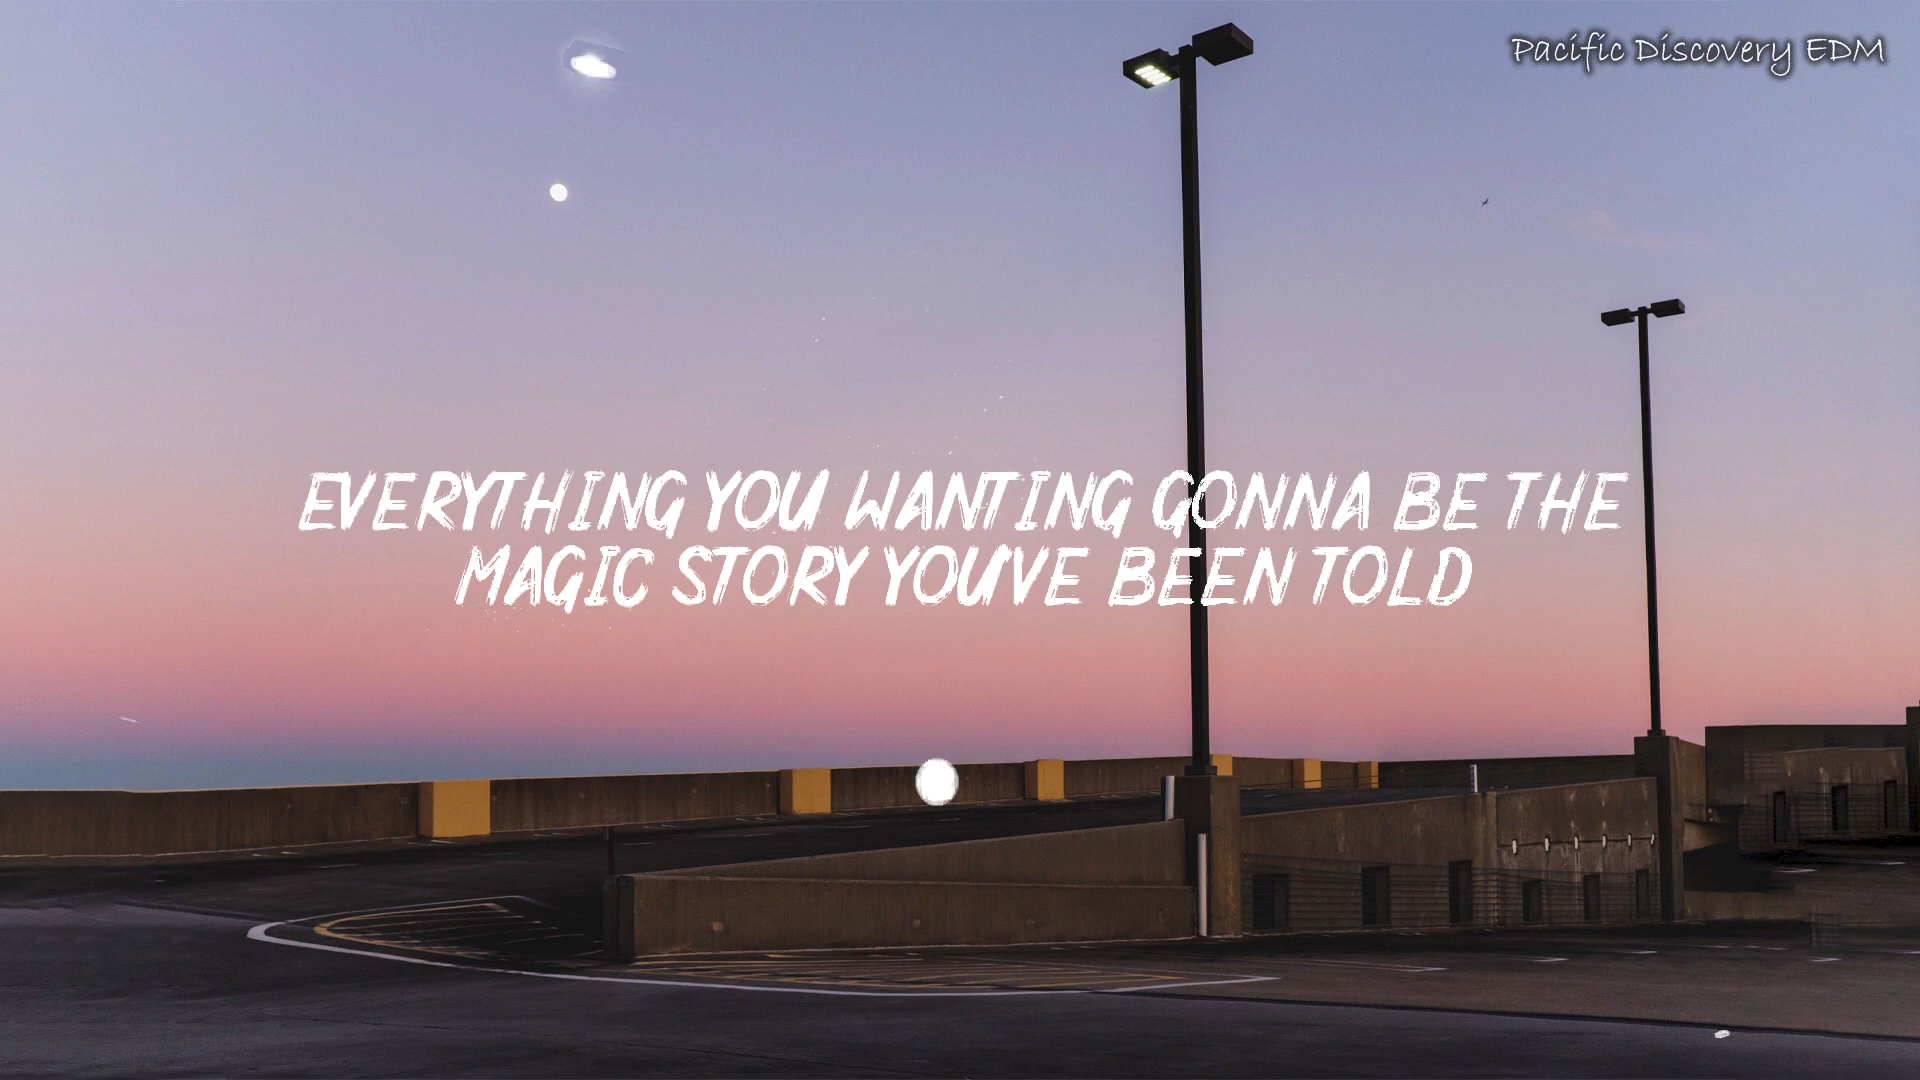 Pacific Discovery EDM
EVERYTHING YOU WANTING GONNA BE THE
MAGIC STORY YOU'VE BEEN TOLD